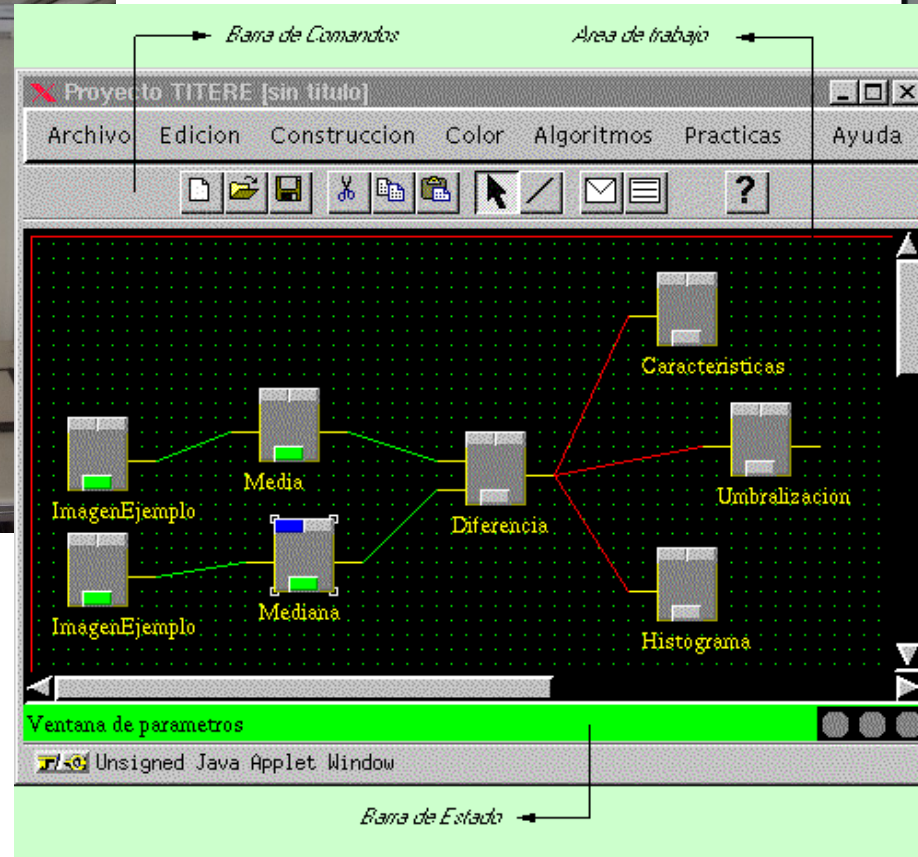 Barra de Comandos
Area de trabajo
Proyecto TITERE [sin titulo]
Archivo Edicion Construccion Color Algoritmos Practicas Ayuda
?
Caracteristicas
Media
Umbralizacion
ImagenEjemplo
Diferencia
Mediana
ImagenEjemplo
Histograma
Ventana de parametros
Unsigned Java Applet Window
Barra de Estado